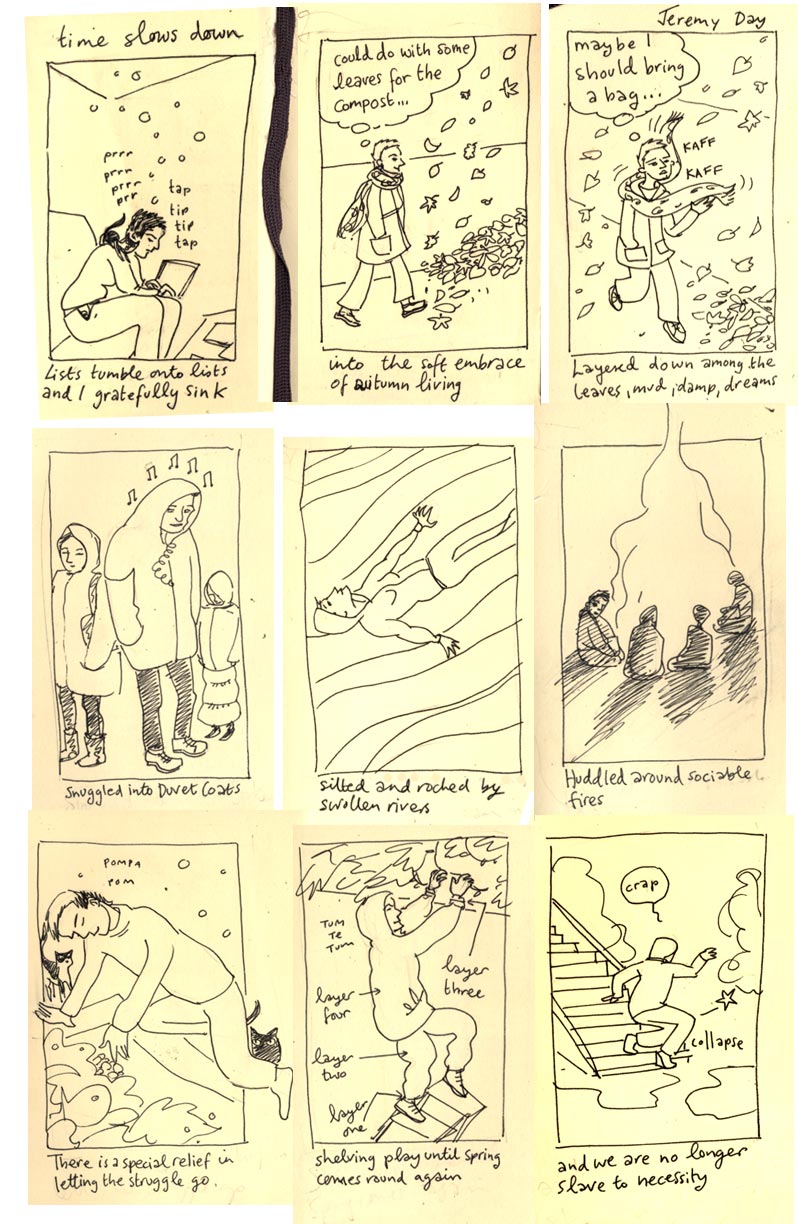 time slows down
prrr
prrn
prrr
prr
tap
tip
tip
tap
Lists tumble onto lists
and I gratefully sink
could do with some
leaves for the
compost...
into the soft embrace
of autumn living
Jeremy Day
maybe I
should bring
a bag...
KAFF
KAFF
Layered down among the
leaves, mud, damp, dreams
Snuggled into Duvet Coats
silted and rocked by
swollen rivers
Huddled around sociable
fires
POMPA
POM
There is a special relief in
letting the struggle go.
TUM
TE
TUM
layer
three
layer
four
layer
two
layer
one
shelving play until Spring
comes round again
crap
collapse
and we are no longer
slave to necessity